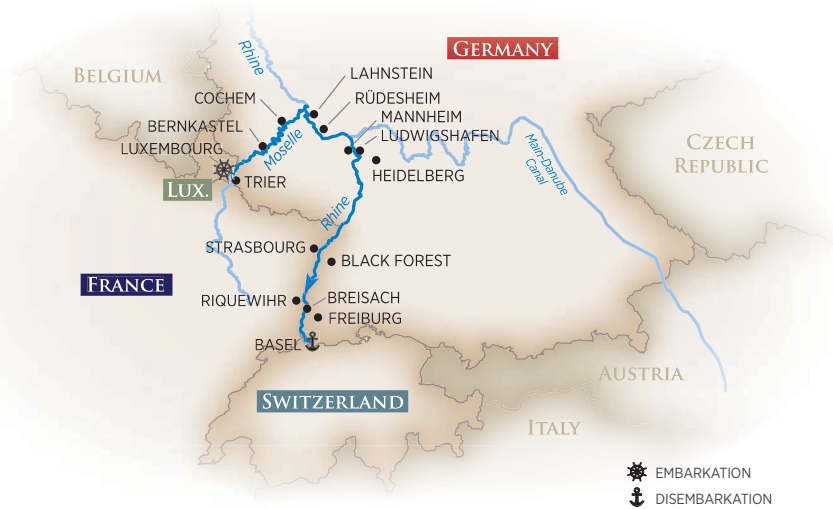 GERMANY
Rhine
BELGIUM
LAHNSTEIN
COCHEM
RÜDESHEIM
MANNHEIM
BERNKASTEL
LUDWIGSHAFEN
LUXEMBOURG
Moselle
Main-Danube
Canal
CZECH
REPUBLIC
HEIDELBERG
LUX.
TRIER
Rhine
STRASBOURG
BLACK FOREST
FRANCE
RIQUEWIHR
BREISACH
FREIBURG
BASEL
AUSTRIA
SWITZERLAND
ITALY
EMBARKATION
DISEMBARKATION